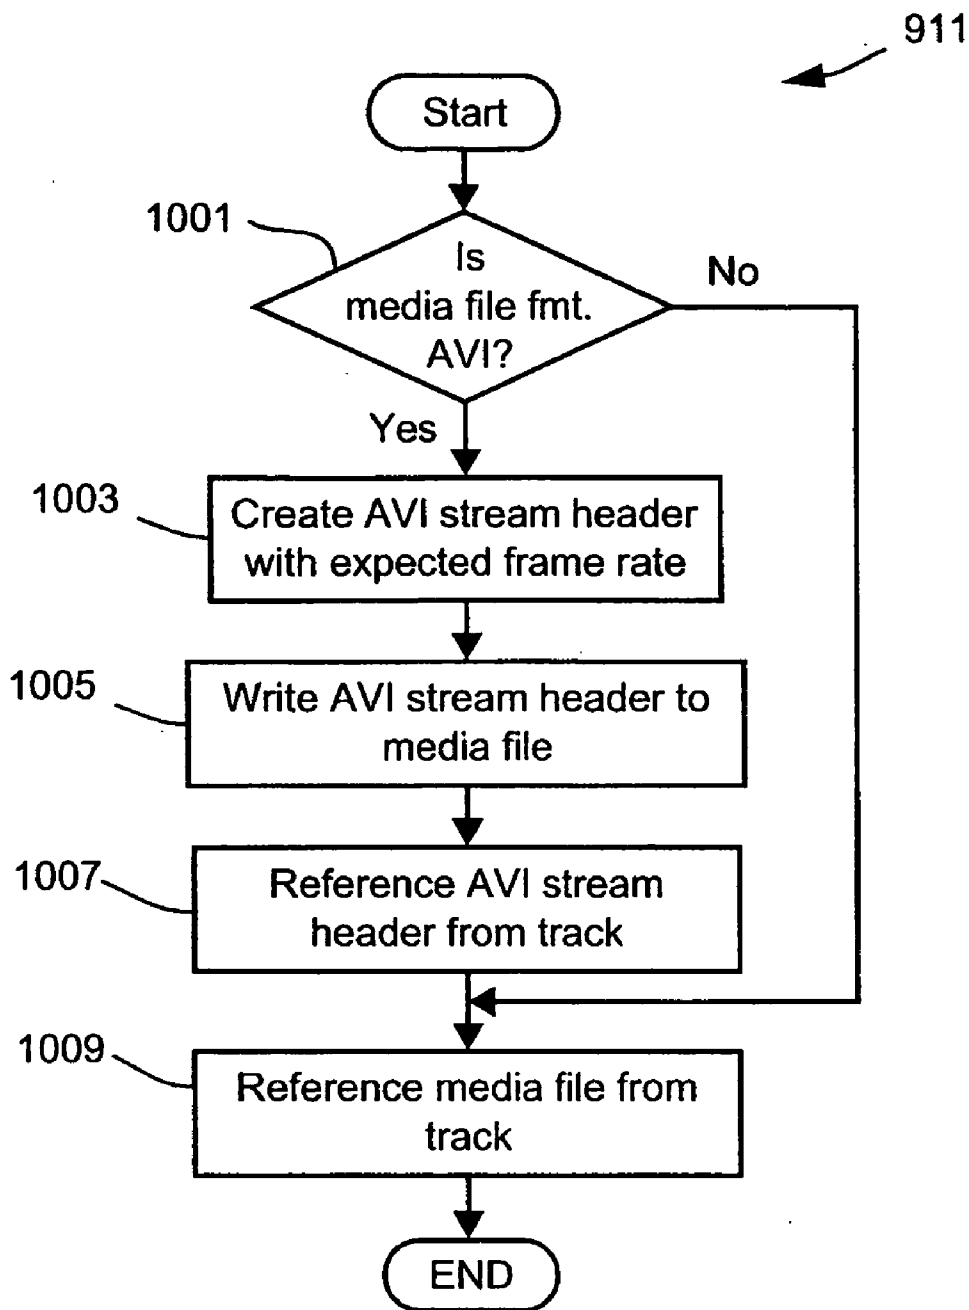 911
Start
1001
Is
media file fmt.
AVI?
No
Yes
1003
Create AVI stream header
with expected frame rate
1005
Write AVI stream header to
media file
1007
Reference AVI stream
header from track
1009
Reference media file from
track
END